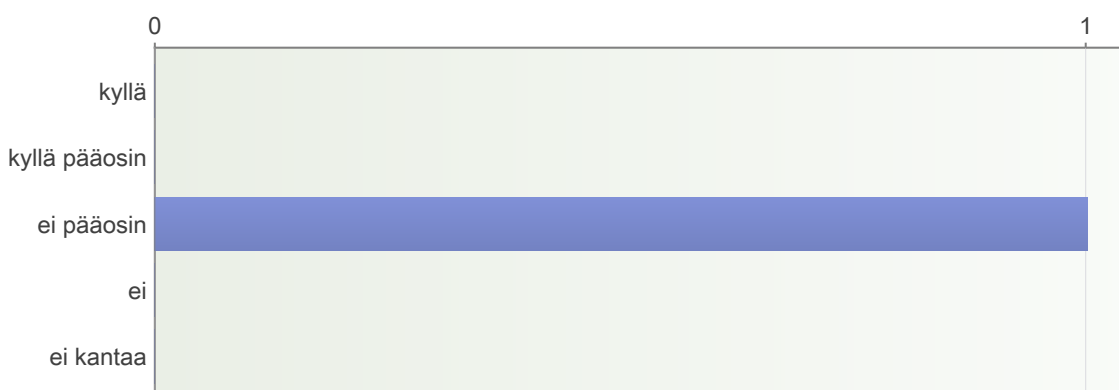 0 1
kyllä
kyllä pääosin
ei pääosin
ei
ei kantaa